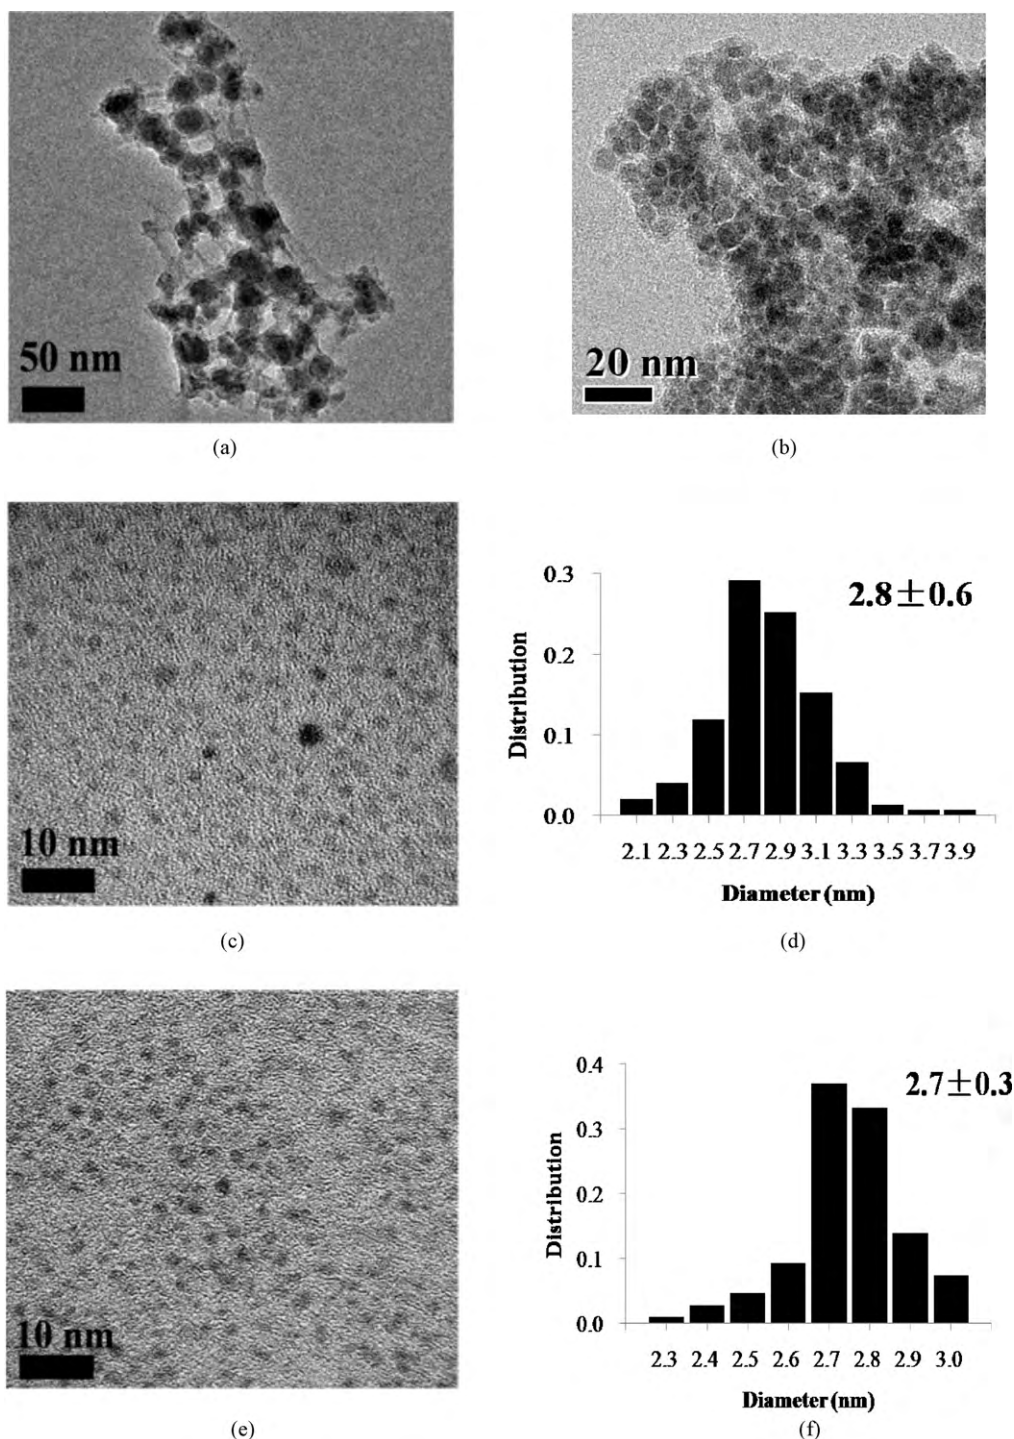 50 nm
20 nm
(a)
(b)
10 nm
0.3
0.2
0.1
0.0
Distribution
2.8±0.6
2.1 2.3 2.5 2.7 2.9 3.1 3.3 3.5 3.7 3.9
Diameter (nm)
(c)
(d)
10 nm
0.4
0.3
0.2
0.1
0.0
Distribution
2.7±0.3
2.3 2.4 2.5 2.6 2.7 2.8 2.9 3.0
Diameter (nm)
(e)
(f)